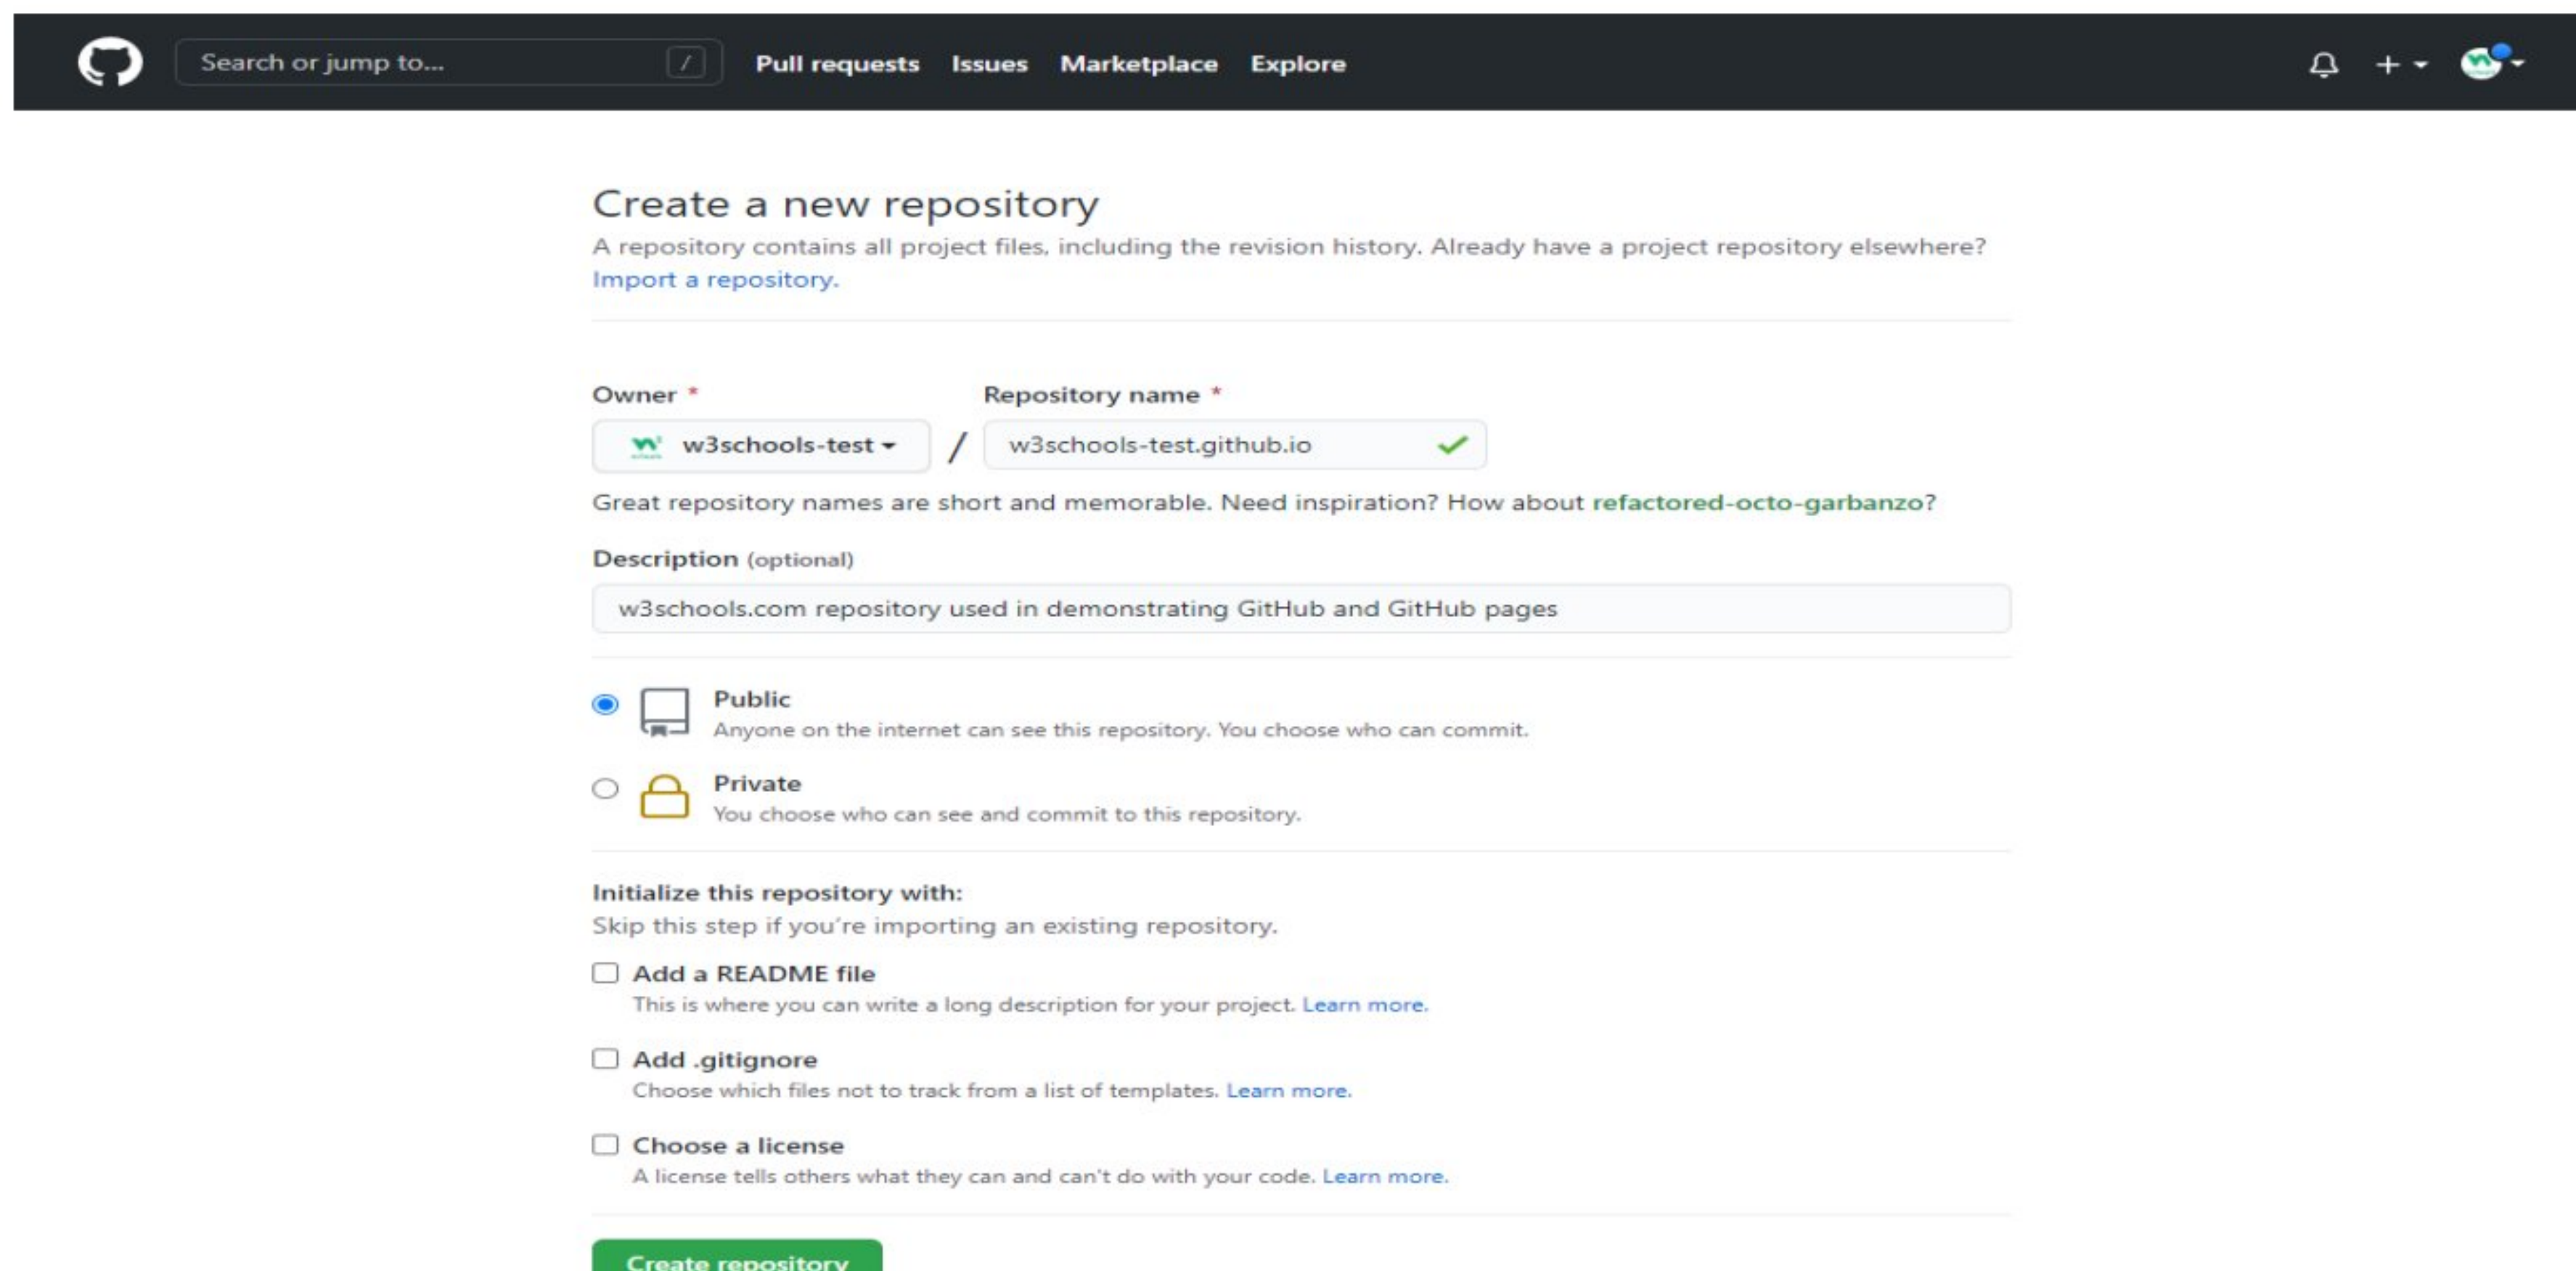 Search or jump to... /
Pull requests Issues Marketplace Explore
Create a new repository
A repository contains all project files, including the revision history. Already have a project repository elsewhere?
Import a repository.
Owner * Repository name *
w3schools-test / w3schools-test.github.io
Great repository names are short and memorable. Need inspiration? How about refactored-octo-garbanzo?
Description (optional)
w3schools.com repository used in demonstrating GitHub and GitHub pages
Public
Anyone on the internet can see this repository. You choose who can commit.
Private
You choose who can see and commit to this repository.
Initialize this repository with:
Skip this step if you're importing an existing repository.
Add a README file
This is where you can write a long description for your project. Learn more.
Add .gitignore
Choose which files not to track from a list of templates. Learn more.
Choose a license
A license tells others what they can and can't do with your code. Learn more.
Create repository